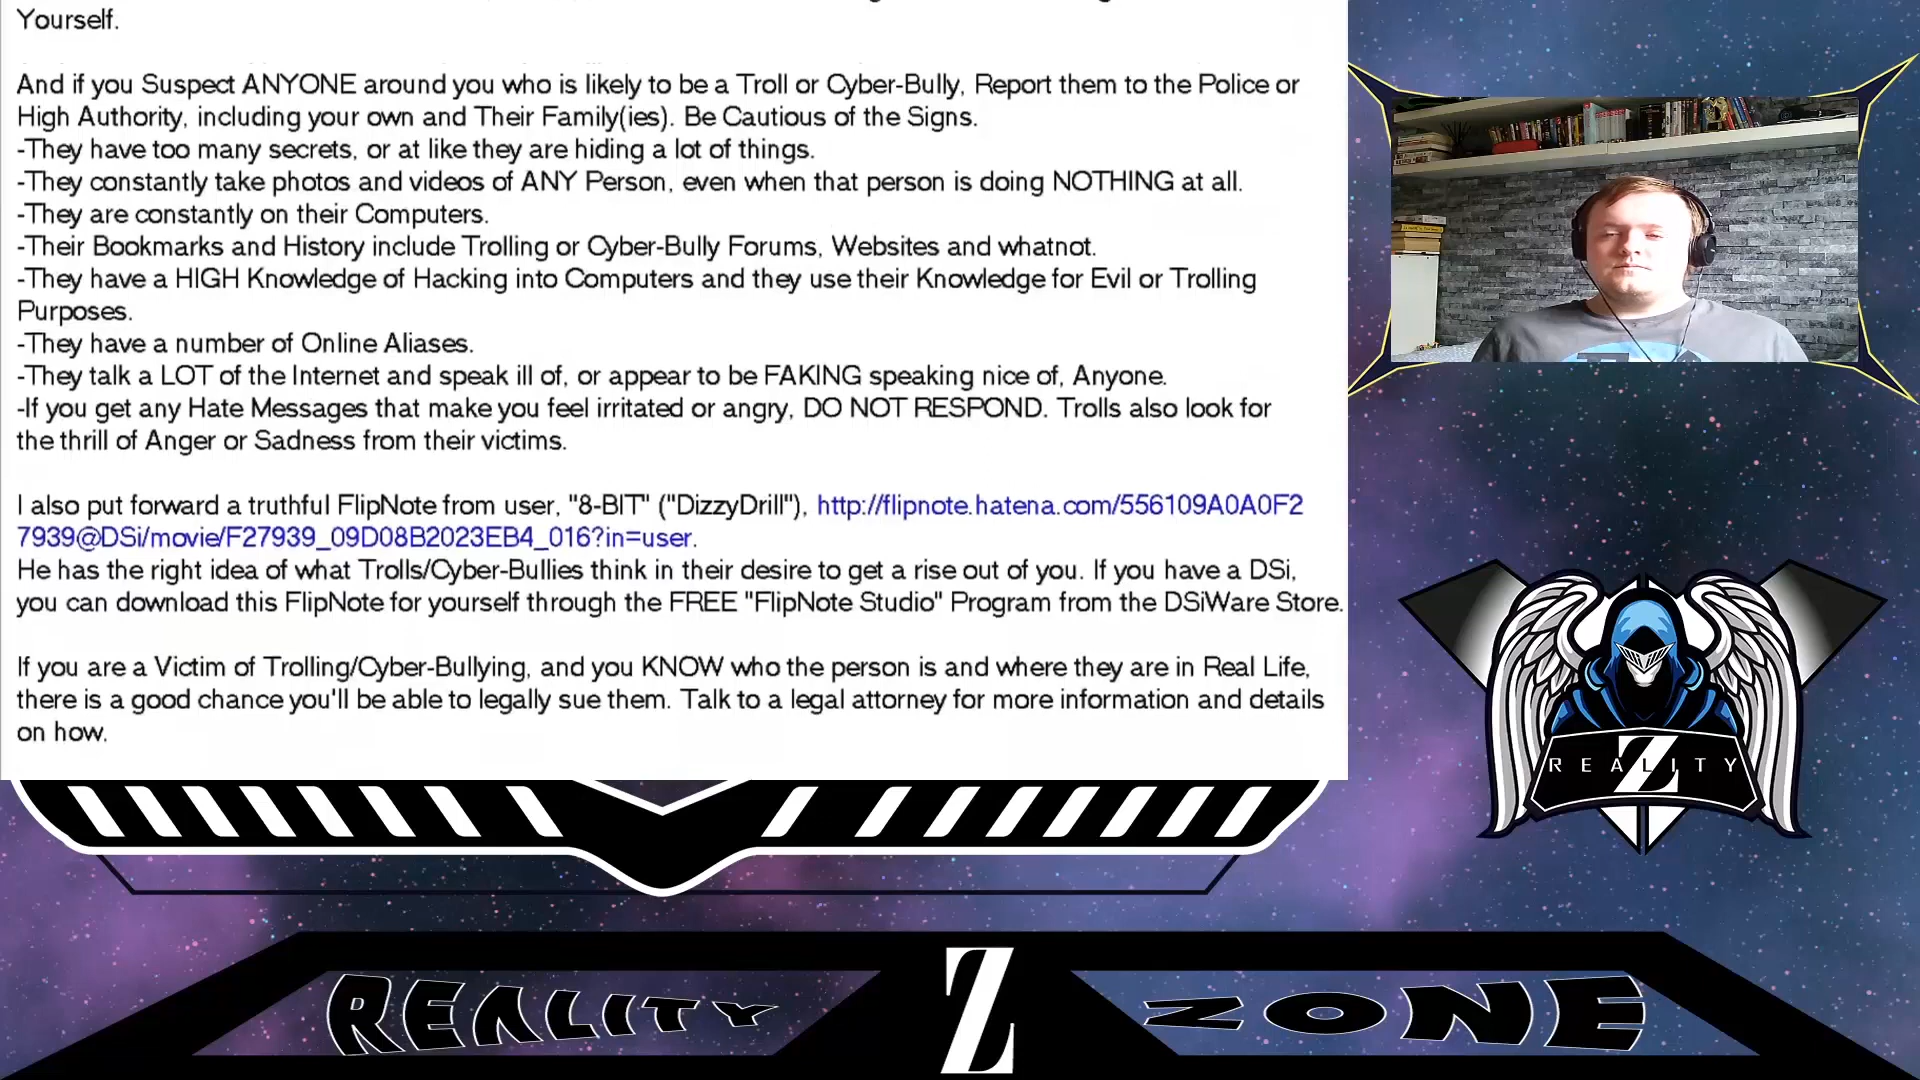 Yourself.
And if you Suspect ANYONE around you who is likely to be a Troll or Cyber-Bully, Report them to the Police or
High Authority, including your own and Their Family(ies). Be Cautious of the Signs.
-They have too many secrets, or at like they are hiding a lot of things.
-They constantly take photos and videos of ANY Person, even when that person is doing NOTHING at all.
-They are constantly on their Computers.
-Their Bookmarks and History include Trolling or Cyber-Bully Forums, Websites and whatnot.
-They have a HIGH Knowledge of Hacking into Computers and they use their Knowledge for Evil or Trolling
Purposes.
-They have a number of Online Aliases.
-They talk a LOT of the Internet and speak ill of, or appear to be FAKING speaking nice of, Anyone.
-If you get any Hate Messages that make you feel irritated or angry, DO NOT RESPOND. Trolls also look for
the thrill of Anger or Sadness from their victims.
I also put forward a truthful FlipNote from user, "8-BIT" ("DizzyDrill"), http://flipnote.hatena.com/556109A0A0F2
7939@DSi/movie/F27939_09D08B2023EB4_016?in=user.
He has the right idea of what Trolls/Cyber-Bullies think in their desire to get a rise out of you. If you have a DSi,
you can download this FlipNote for yourself through the FREE "FlipNote Studio" Program from the DSiWare Store.
If you are a Victim of Trolling/Cyber-Bullying, and you KNOW who the person is and where they are in Real Life,
there is a good chance you'll be able to legally sue them. Talk to a legal attorney for more information and details
on how.
Z
REALITY
REALITY Z ZONE